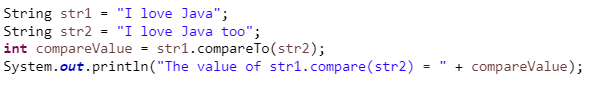 String str1 = "I love Java";
String str2 = "I love Java too";
int compareValue = str1.compareTo(str2);
System.out.println("The value of str1.compare(str2) = " + compareValue);